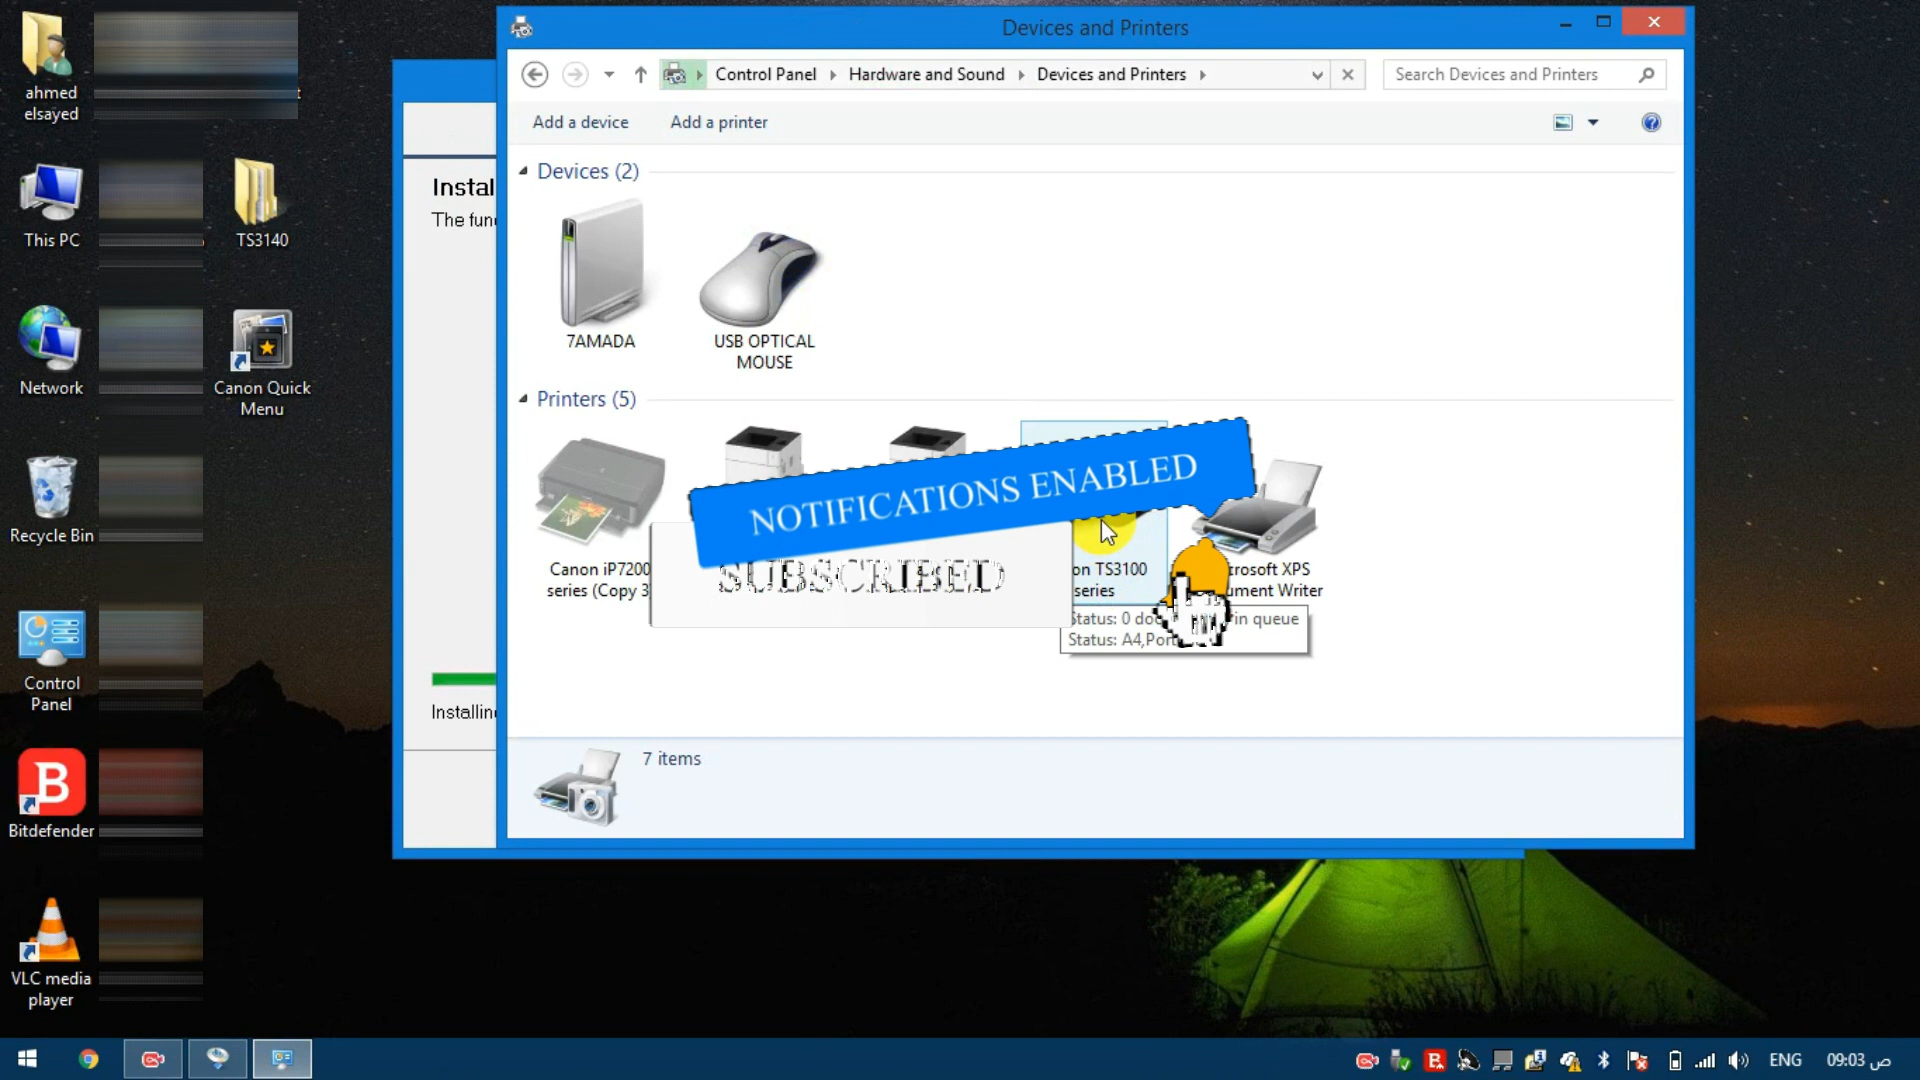 Devices and Printers
Control Panel
Hardware and Sound
Devices and Printers
Search Devices and Printers
Add a device
Add a printer
Devices (2)
7AMADA
USB OPTICAL
MOUSE
Printers (5)
NOTIFICATIONS ENABLED
SUBSCRIBED
Canon iP7200
series (Copy 3
on TS3100
series
rosoft XPS
ument Writer
Status: 0 doc
in queue
Status: A4,Por
7 items
Instal
The fun
Installin
ahmed
elsayed
This PC
TS3140
Network
Canon Quick
Menu
Recycle Bin
Control
Panel
B
Bitdefender
VLC media
player
ENG
09:03 ص